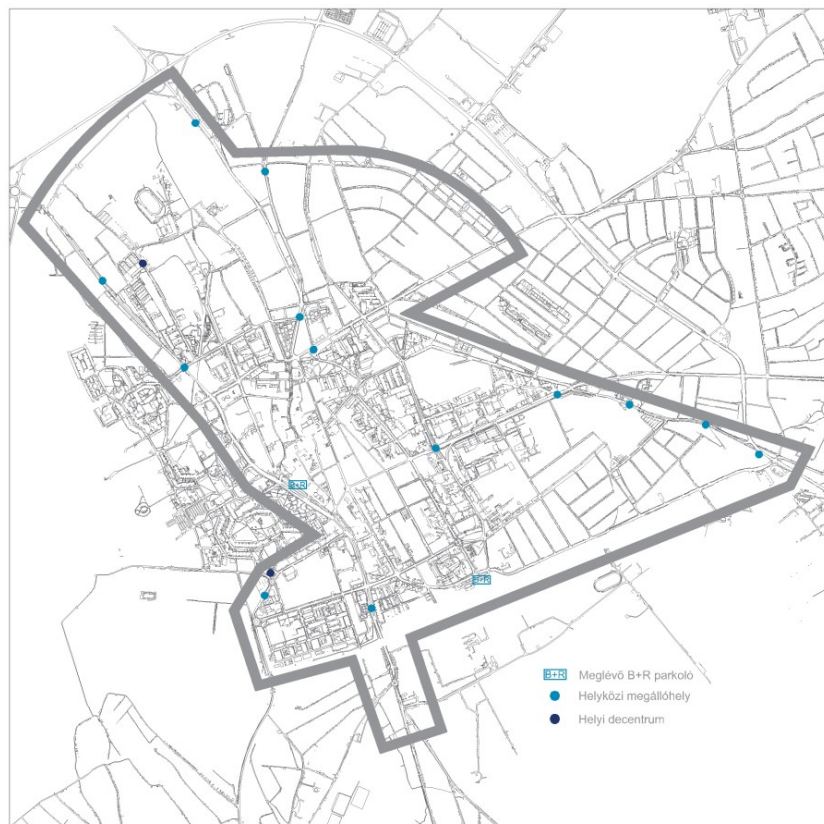 B+R
B+R
B+R Meglévő B+R parkoló
Helyközi megállóhely
Helyi decentrum